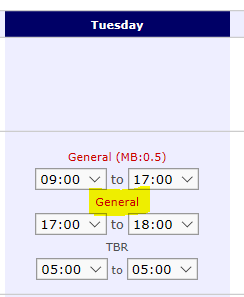 Tuesday
General (MB:0.5)
09:00 to 17:00
General
17:00 to 18:00
TBR
05:00 to 05:00